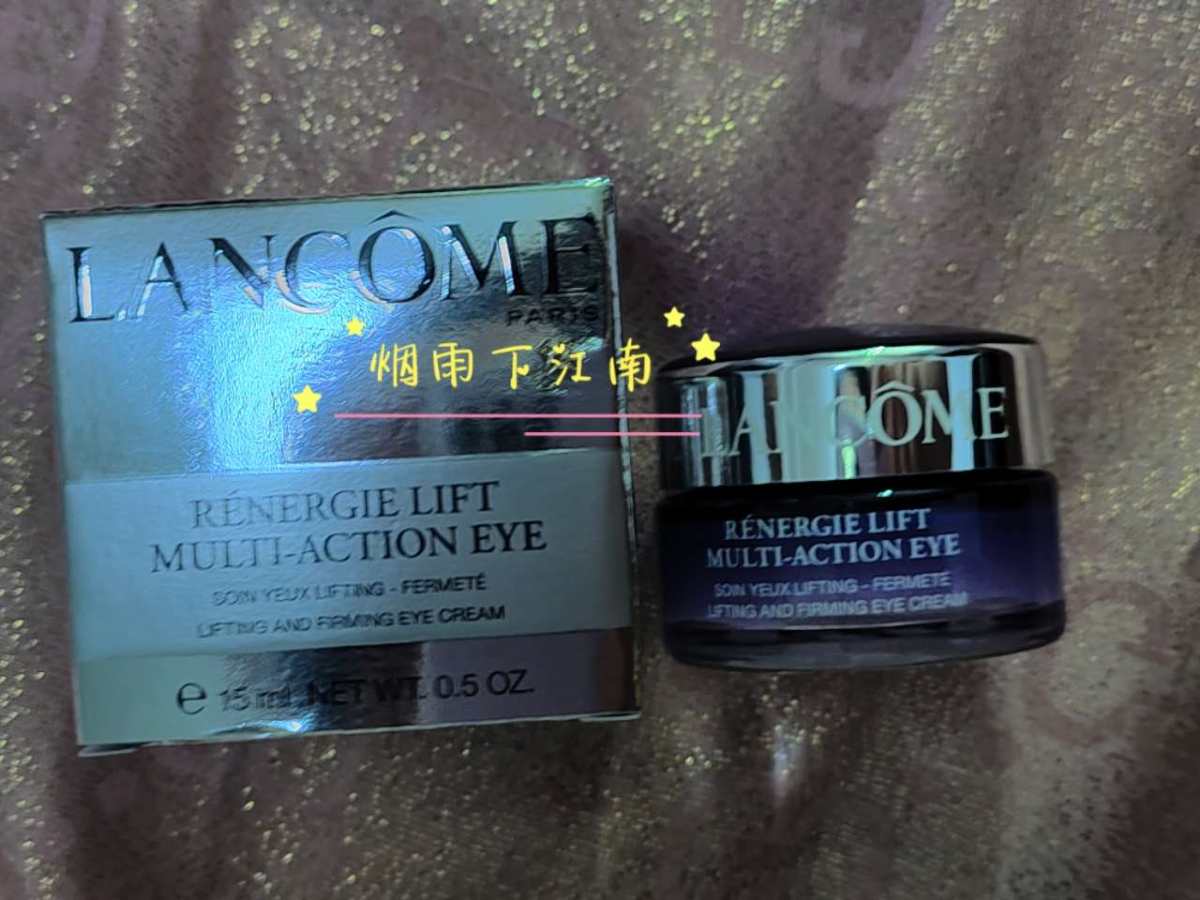 LANCÔME
PARIS
烟雨下江南
RÉNERGIE LIFT
MULTI-ACTION EYE
SOIN YEUX LIFTING - FERMETÉ
LIFTING AND FIRMING EYE CREAM
e 15 ml NET WT. 0.5 OZ.
LANCÔME
RÉNERGIE LIFT
MULTI-ACTION EYE
SOIN YEUX LIFTING - FERMETÉ
LIFTING AND FIRMING EYE CREAM